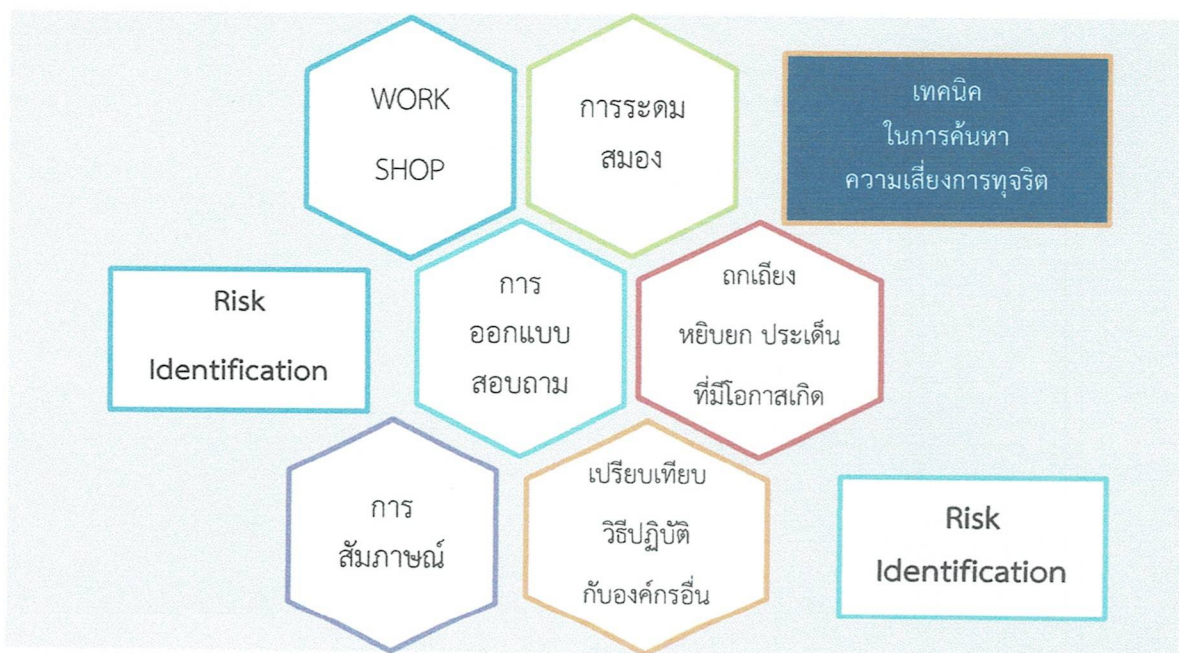 WORK
SHOP
การระดม
สมอง
เทคนิค
ในการค้นหา
ความเสี่ยงการทุจริต
Risk
Identification
การ
ออกแบบ
สอบถาม
ถกเถียง
หยิบยก ประเด็น
ที่มีโอกาสเกิด
การ
สัมภาษณ์
เปรียบเทียบ
วิธีปฏิบัติ
กับองค์กรอื่น
Risk
Identification